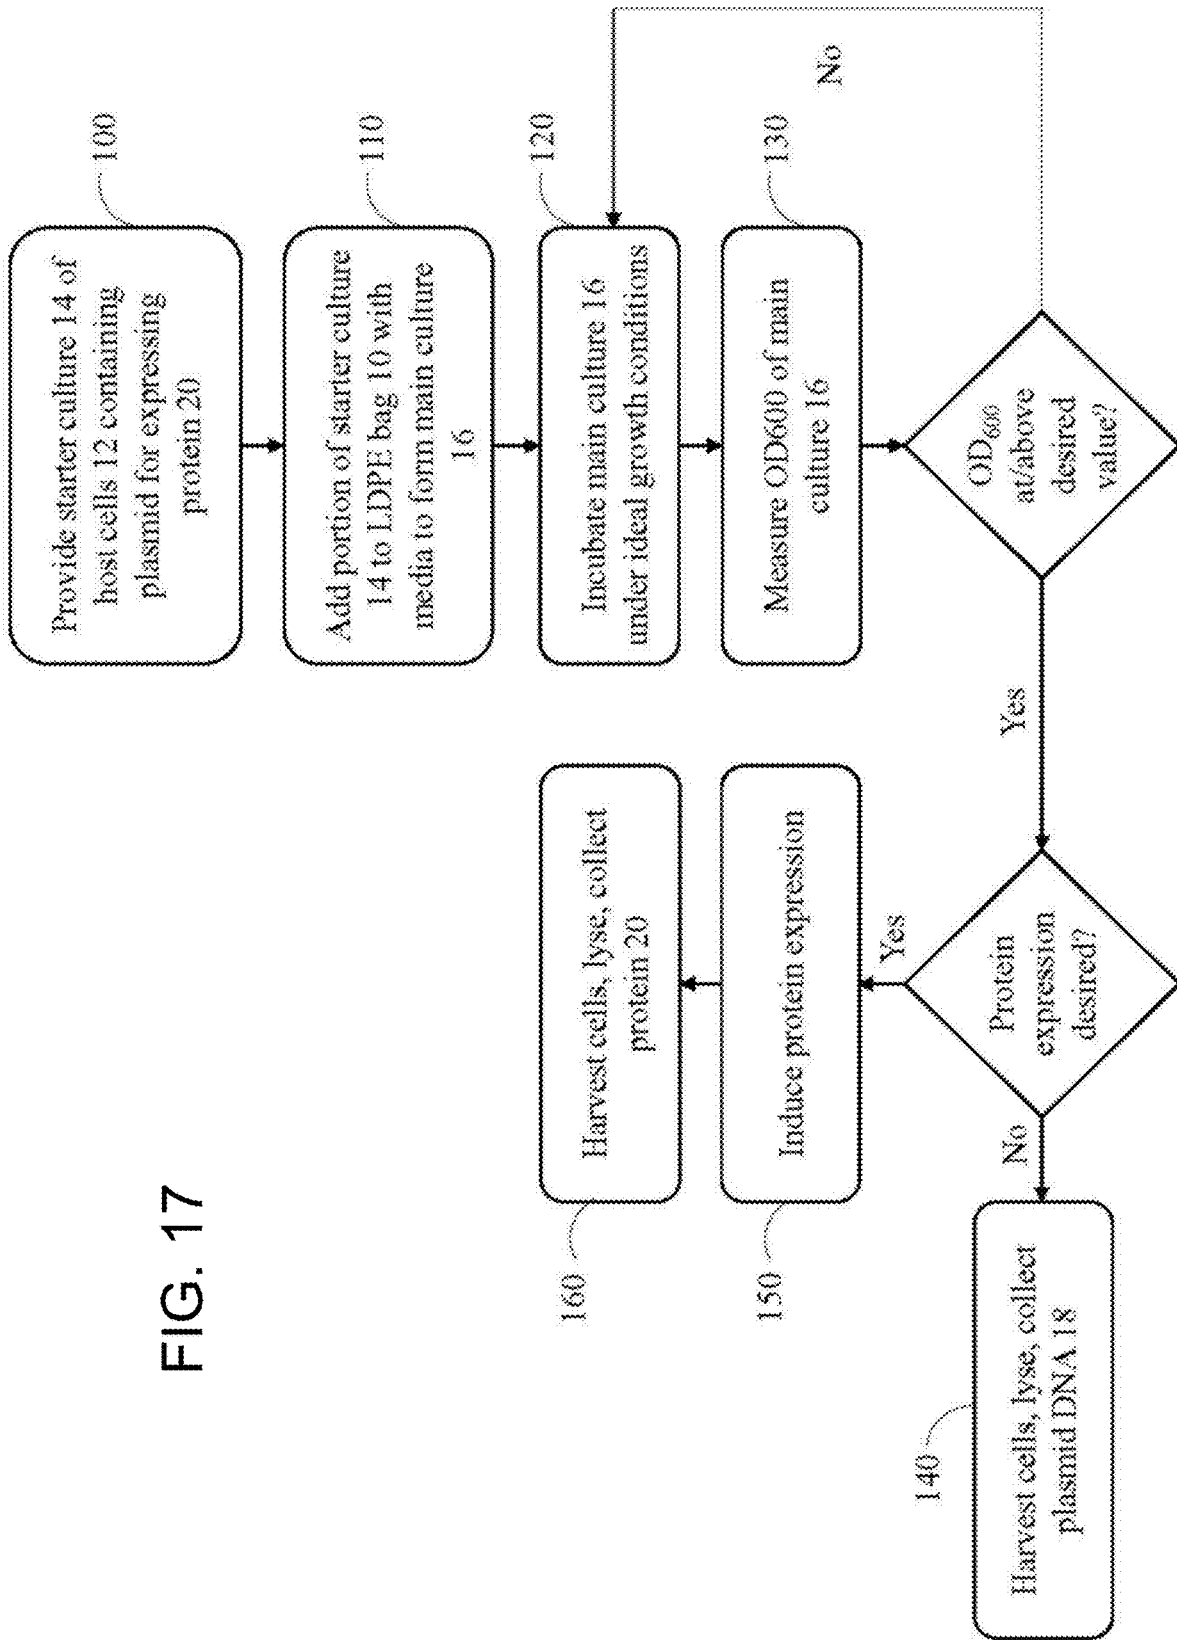 FIG. 17
Provide starter culture 14 of
host cells 12 containing
plasmid for expressing
protein 20
100
Add portion of starter culture
14 to LDPE bag 10 with
media to form main culture
16
110
Incubate main culture 16
under ideal growth conditions
120
Measure OD600 of main
culture 16
130
OD600
at/above
desired
value?
No
Yes
Protein
expression
desired?
Yes
Induce protein expression
150
Harvest cells, lyse, collect
protein 20
160
No
Harvest cells, lyse, collect
plasmid DNA 18
140